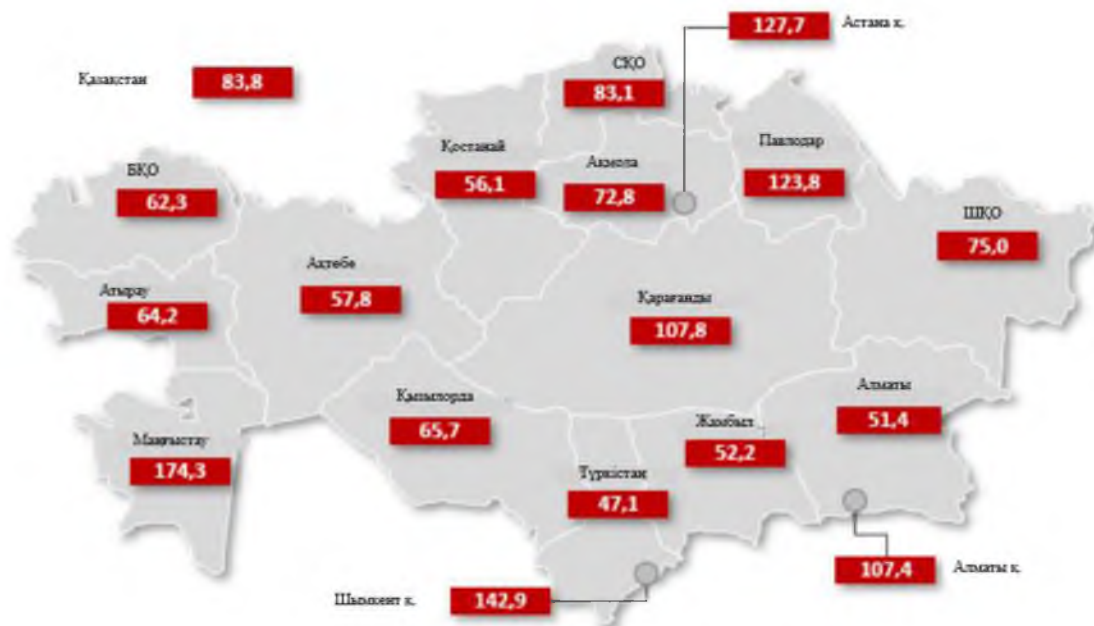 127,7 Астана қ.
Қазақстан 83,8
СҚО
83,1
Қостанай
56,1
Ақмола
72,8
Павлодар
123,8
БҚО
62,3
ШҚО
75,0
Ақтөбе
57,8
Атырау
64,2
Қарағанды
107,8
Қызылорда
65,7
Алматы
51,4
Жамбыл
52,2
Маңғыстау
174,3
Түркістан
47,1
107,4 Алматы қ.
Шымкент қ. 142,9